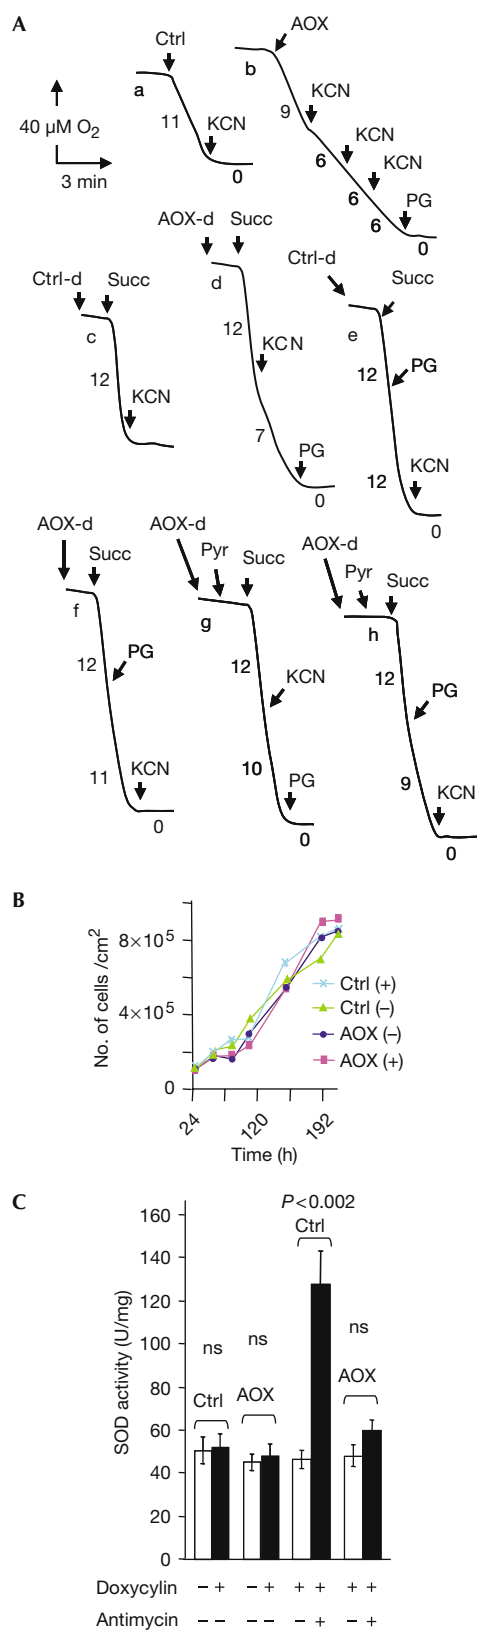 A
Ctrl
AOX
a
b
40 µM O2
3 min
11
KCN
0
9
KCN
6
KCN
6
KCN
6
PG
0
Ctrl-d
Succ
c
12
KCN
AOX-d
Succ
d
12
KCN
7
PG
0
Ctrl-d
Succ
e
12
PG
12
KCN
0
AOX-d
Succ
f
12
PG
11
KCN
0
AOX-d
Pyr
Succ
g
12
KCN
10
PG
0
AOX-d
Pyr
Succ
h
12
PG
9
KCN
0
B
No. of cells /cm2
8×105
4×105
0
24
120
192
Time (h)
Ctrl (+)
Ctrl (–)
AOX (–)
AOX (+)
C
SOD activity (U/mg)
160
140
120
100
80
60
40
20
0
ns
Ctrl
ns
AOX
P<0.002
Ctrl
ns
AOX
Doxycylin – + – + + + + +
Antimycin – – – – – + – +